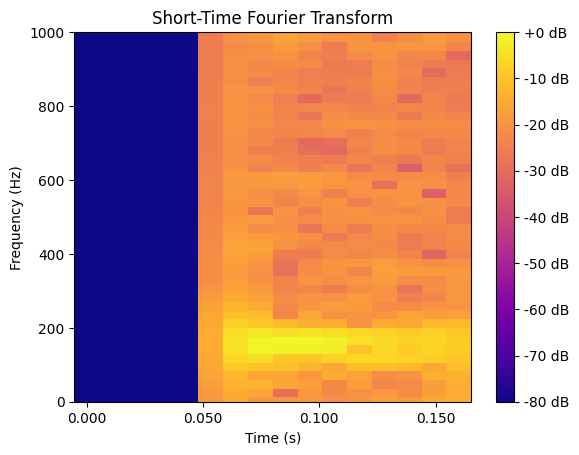 Short-Time Fourier Transform
1000
800
600
400
200
0
Frequency (Hz)
0.000
0.050
0.100
0.150
Time (s)
+0 dB
-10 dB
-20 dB
-30 dB
-40 dB
-50 dB
-60 dB
-70 dB
-80 dB